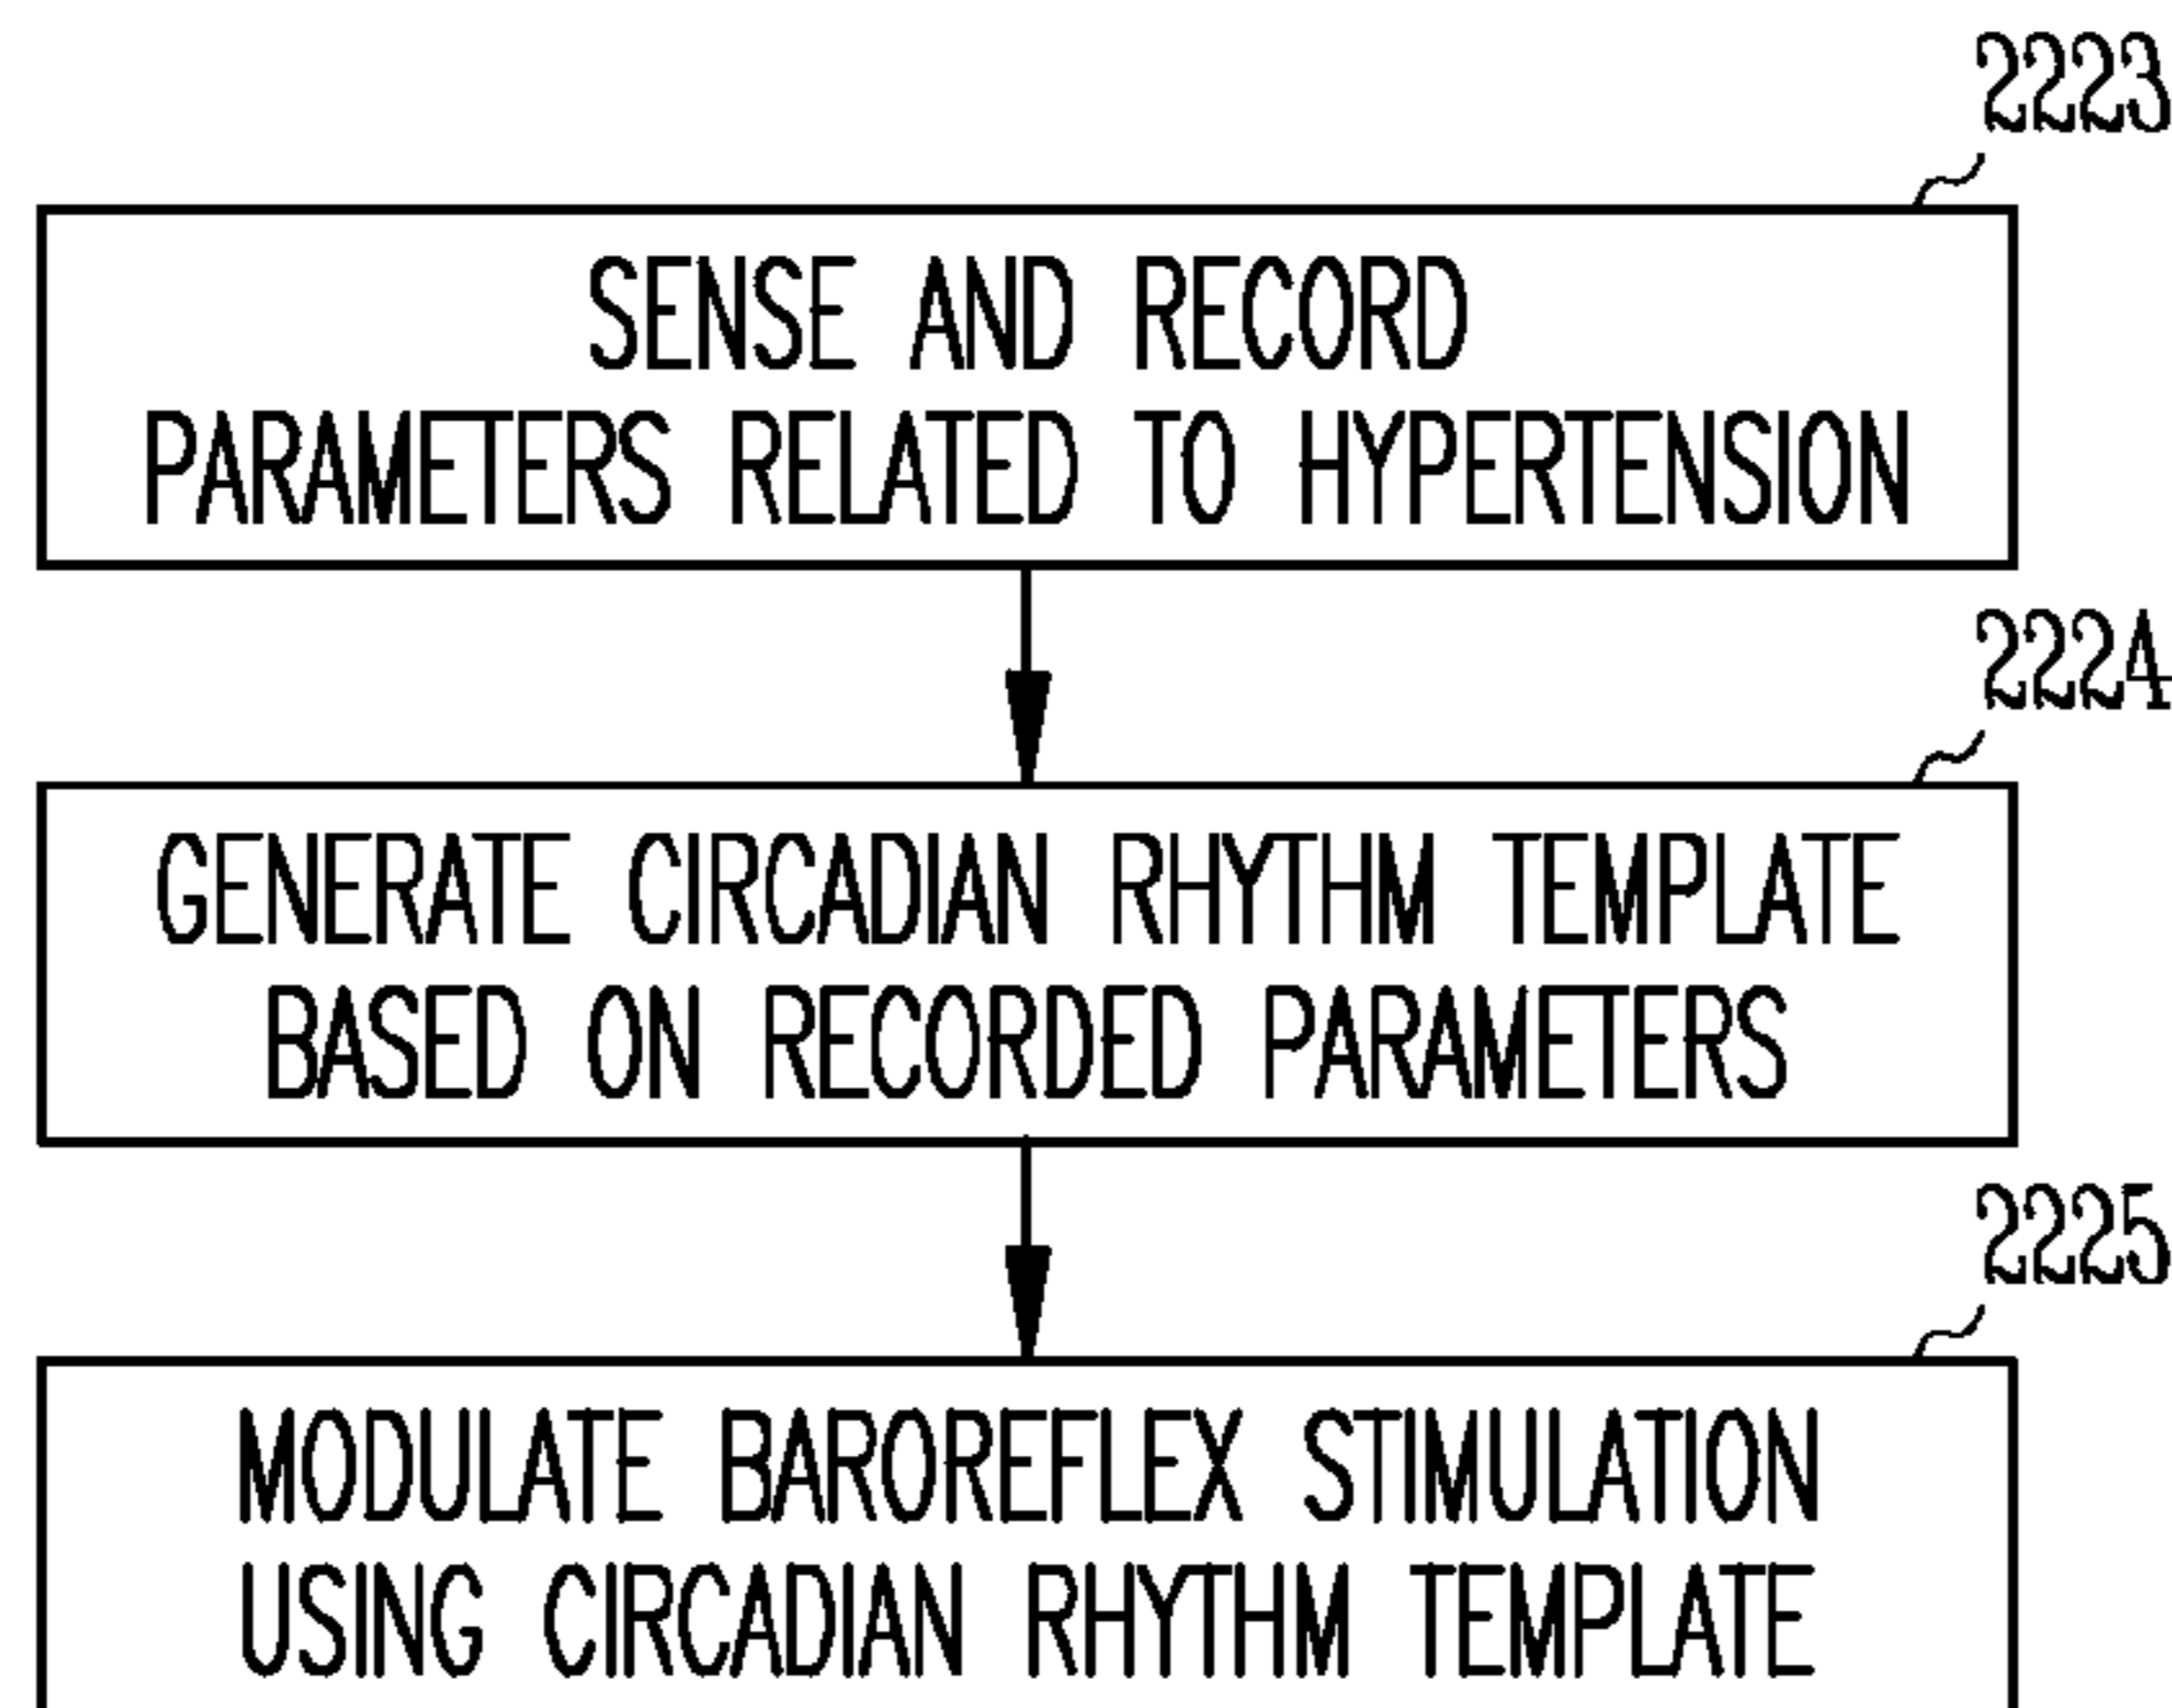 2223
SENSE AND RECORD
PARAMETERS RELATED TO HYPERTENSION
2224
GENERATE CIRCADIAN RHYTHM TEMPLATE
BASED ON RECORDED PARAMETERS
2225
MODULATE BAROREFLEX STIMULATION
USING CIRCADIAN RHYTHM TEMPLATE